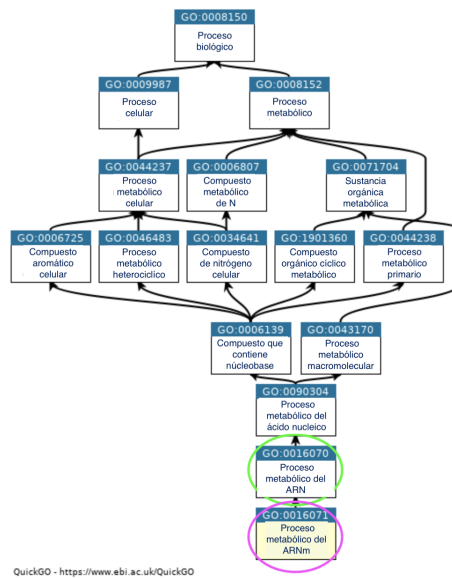 GO:0008150
Proceso
biológico
GO:0009987
Proceso
celular
GO:0008152
Proceso
metabólico
GO:0044237
Proceso
metabólico
celular
GO:0006807
Compuesto
metabólico
de N
GO:0071704
Sustancia
orgánica
metabólica
GO:0006725
Compuesto
aromático
celular
GO:0046483
Proceso
metabólico
heterociclico
GO:0034641
Compuesto
de nitrógeno
celular
GO:1901360
Compuesto
orgánico cíclico
metabólico
GO:0044238
Proceso
metabólico
primario
GO:0006139
Compuesto que
contiene
núcleobase
GO:0043170
Proceso
metabólico
macromolecular
GO:0090304
Proceso
metabólico del
ácido nucleico
GO:0016070
Proceso
metabólico del
ARN
GO:0016071
Proceso
metabólico del
ARNm
QuickGO - https://www.ebi.ac.uk/QuickGO